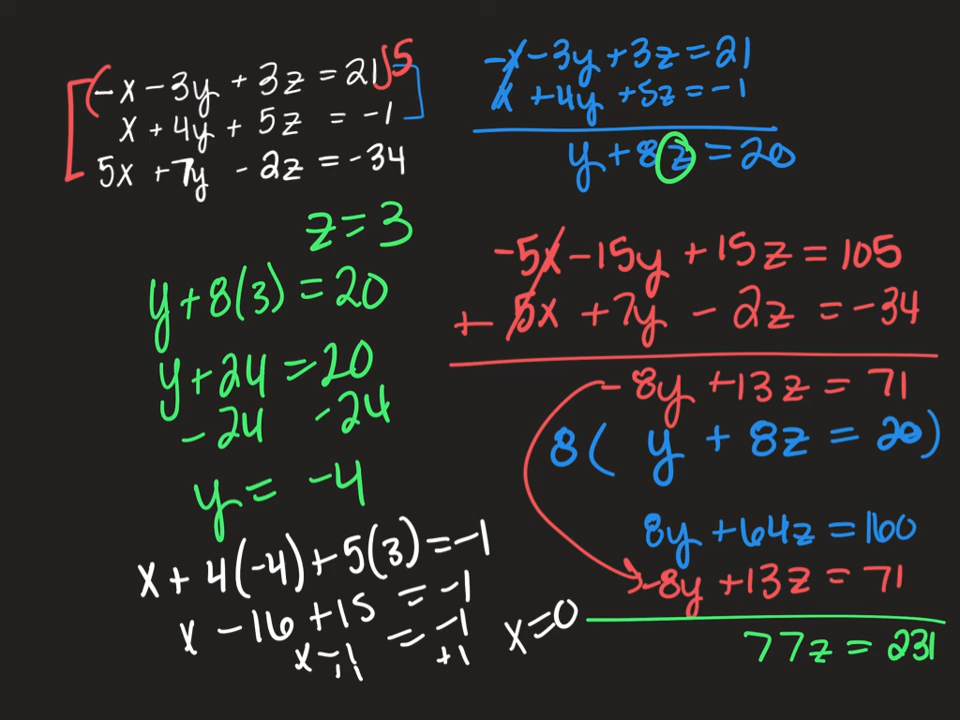 (-x - 3y + 3z = 21)5
x + 4y + 5z = -1
5x + 7y - 2z = -34
z = 3
y + 8(3) = 20
y + 24 = 20
- 24 - 24
y = -4
x + 4(-4) + 5(3) = -1
x - 16 + 15 = -1
x - 1 = -1
+1 +1
x = 0
-x - 3y + 3z = 21
x + 4y + 5z = -1
y + 8z = 20
-5x - 15y + 15z = 105
+ 5x + 7y - 2z = -34
- 8y + 13z = 71
8( y + 8z = 20)
8y + 64z = 160
-8y + 13z = 71
77z = 231